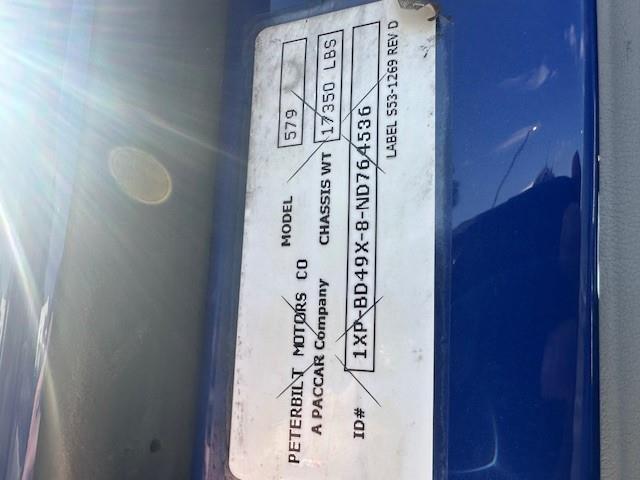 PETERBILT MOTORS CO MODEL 579
A PACCAR Company CHASSIS WT 17350 LBS
ID# 1XP-BD49X-8-ND764536
LABEL S53-1269 REV D